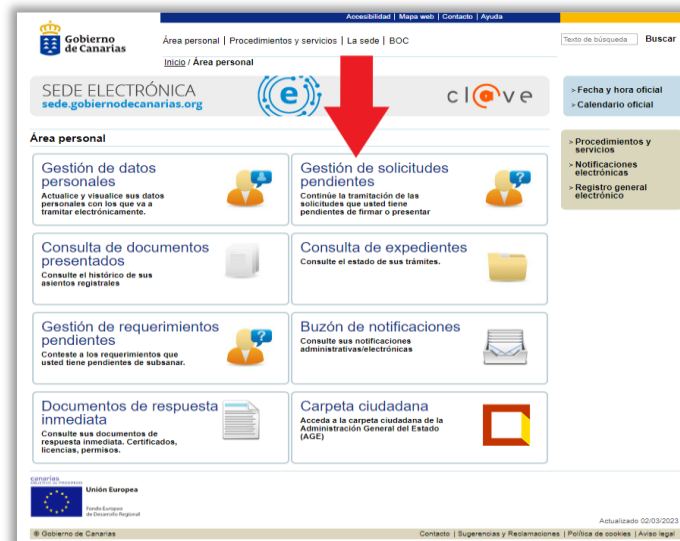 Accesibilidad | Mapa web | Contacto | Ayuda
Gobierno
de Canarias
Área personal | Procedimientos y servicios | La sede | BOC
Texto de búsqueda Buscar
Inicio / Área personal
SEDE ELECTRÓNICA
sede.gobiernodecanarias.org
e
cl@ve
> Fecha y hora oficial
> Calendario oficial
Área personal
> Procedimientos y
servicios
> Notificaciones
electrónicas
> Registro general
electrónico
Gestión de datos
personales
Actualice y visualice sus datos
personales con los que va a
tramitar electrónicamente.
Gestión de solicitudes
pendientes
Continúe la tramitación de las
solicitudes que usted tiene
pendientes de firmar o presentar
?
Consulta de documentos
presentados
Consulte el histórico de sus
asientos registrales
Consulta de expedientes
Consulte el estado de sus trámites.
Gestión de requerimientos
pendientes
Conteste a los requerimientos que
usted tiene pendientes de subsanar.
?
Buzón de notificaciones
Consulte sus notificaciones
administrativas/electrónicas
Documentos de respuesta
inmediata
Consulte sus documentos de
respuesta inmediata. Certificados,
licencias, permisos.
Carpeta ciudadana
Acceda a la carpeta ciudadana de la
Administración General del Estado
(AGE)
canarias
Unión Europea
Fondo Europeo
de Desarrollo Regional
Actualizado 02/03/2023
© Gobierno de Canarias
Contacto | Sugerencias y Reclamaciones | Política de cookies | Aviso legal